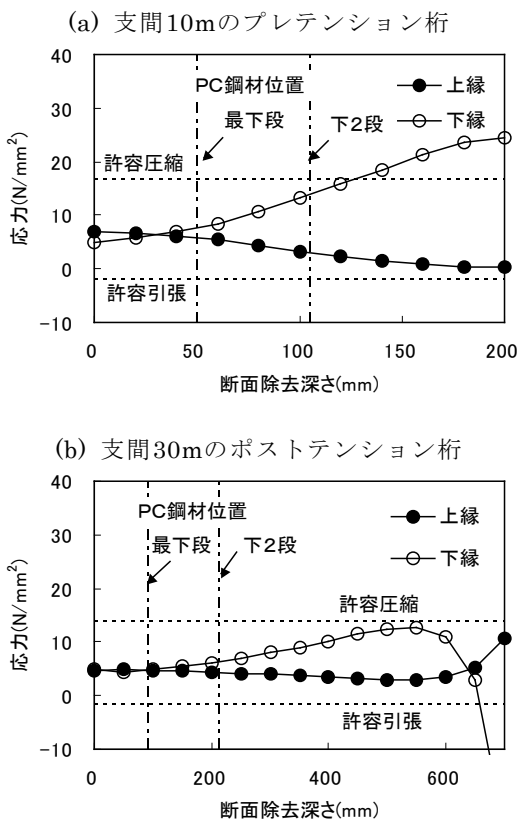 (a) 支間10mのプレテンション桁
40
PC鋼材位置
上縁
30
最下段
下2段
下縁
20
許容圧縮
応力(N/mm²)
10
0
許容引張
−10
0
50
100
150
200
断面除去深さ(mm)
(b) 支間30mのポストテンション桁
40
PC鋼材位置
上縁
30
最下段
下2段
下縁
20
許容圧縮
応力(N/mm²)
10
0
許容引張
−10
0
200
400
600
断面除去深さ(mm)